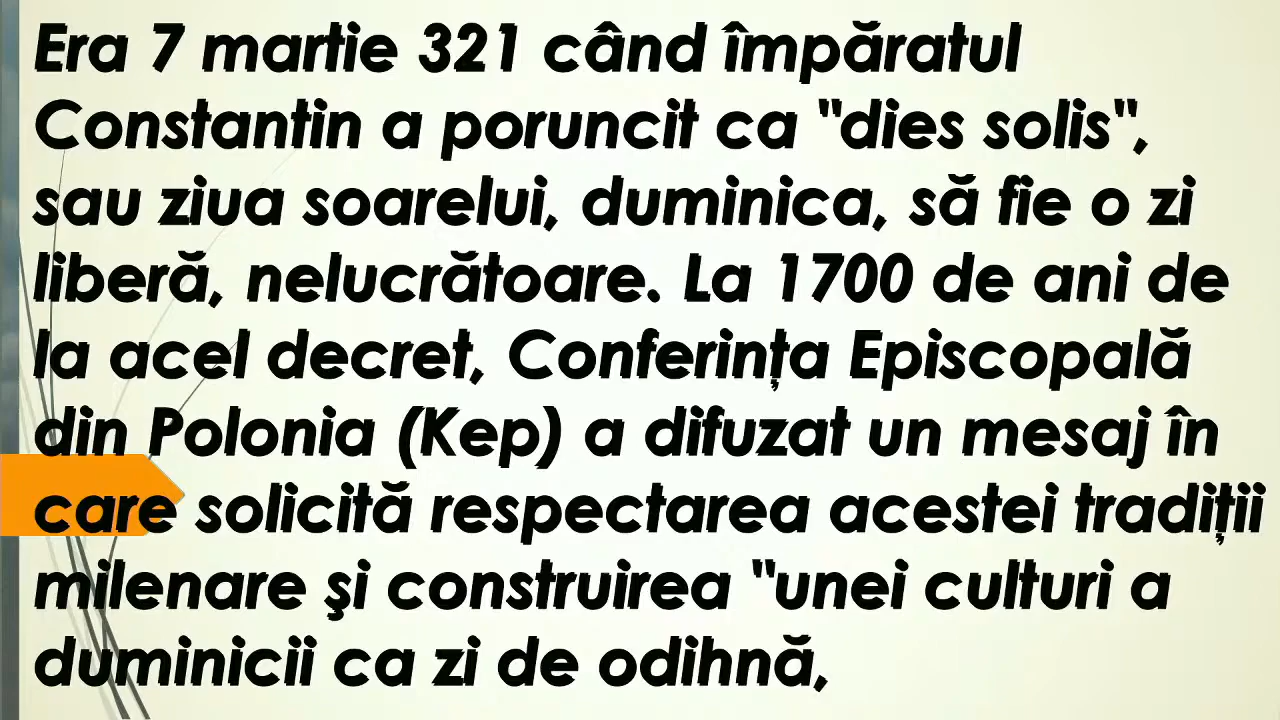 Era 7 martie 321 când împăratul
Constantin a poruncit ca "dies solis",
sau ziua soarelui, duminica, să fie o zi
liberă, nelucrătoare. La 1700 de ani de
la acel decret, Conferința Episcopală
din Polonia (Kep) a difuzat un mesaj în
care solicită respectarea acestei tradiții
milenare şi construirea "unei culturi a
duminicii ca zi de odihnă,